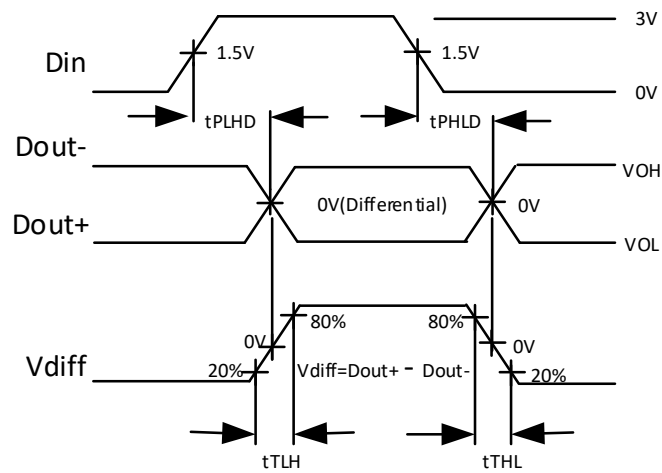 3V
Din
1.5V
1.5V
0V
tPLHD
tPHLD
Dout-
VOH
0V(Differential)
0V
Dout+
VOL
80%
80%
0V
0V
Vdiff
20%
Vdiff=Dout+ - Dout-
20%
tTLH
tTHL